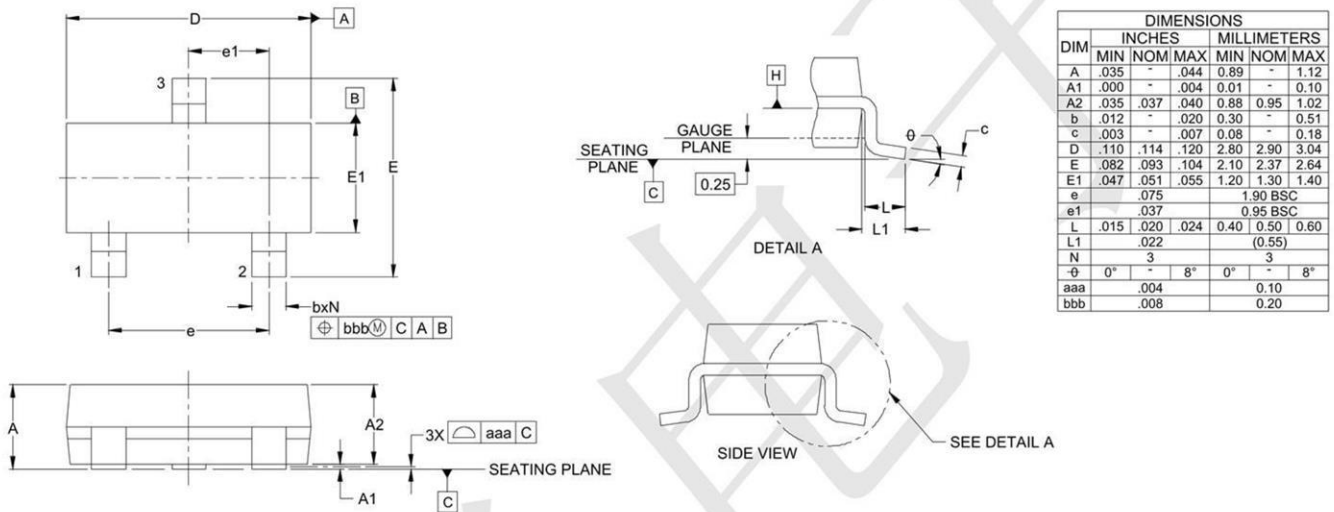 D
A
e1
3
B
E1
E
1
2
bxN
e
⌖ bbbⓂ C A B
A
A2
3X ⌓ aaa C
SEATING PLANE
A1
C
H
GAUGE
PLANE
SEATING
PLANE
C
0.25
θ
c
L
L1
DETAIL A
SIDE VIEW
SEE DETAIL A
DIMENSIONS
DIM INCHES MILLIMETERS
MIN NOM MAX MIN NOM MAX
A .035 - .044 0.89 - 1.12
A1 .000 - .004 0.01 - 0.10
A2 .035 .037 .040 0.88 0.95 1.02
b .012 - .020 0.30 - 0.51
c .003 - .007 0.08 - 0.18
D .110 .114 .120 2.80 2.90 3.04
E .082 .093 .104 2.10 2.37 2.64
E1 .047 .051 .055 1.20 1.30 1.40
e .075 1.90 BSC
e1 .037 0.95 BSC
L .015 .020 .024 0.40 0.50 0.60
L1 .022 (0.55)
N 3 3
θ 0° - 8° 0° - 8°
aaa .004 0.10
bbb .008 0.20